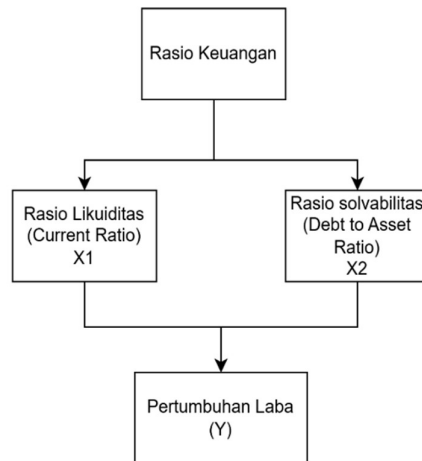 Rasio Keuangan
Rasio Likuiditas
(Current Ratio)
X1
Rasio solvabilitas
(Debt to Asset
Ratio)
X2
Pertumbuhan Laba
(Y)